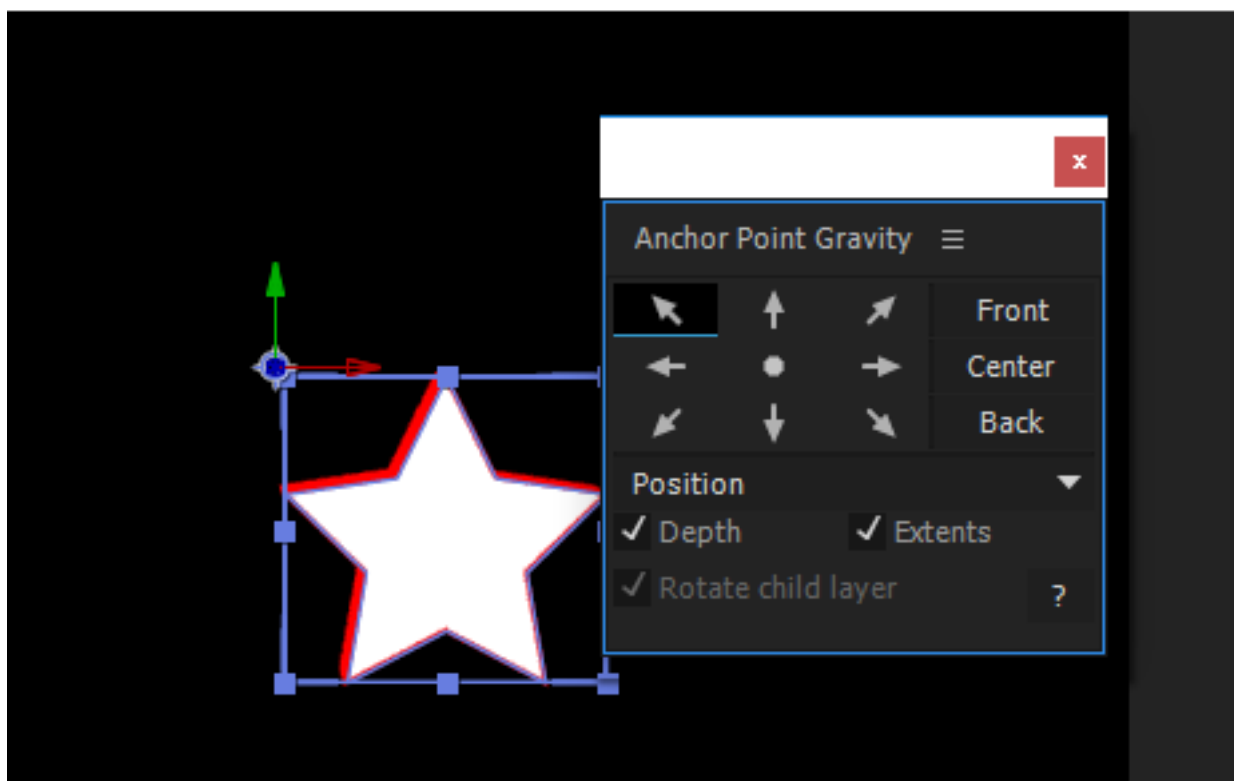 x
Anchor Point Gravity
Front
Center
Back
Position
Depth Extents
Rotate child layer ?